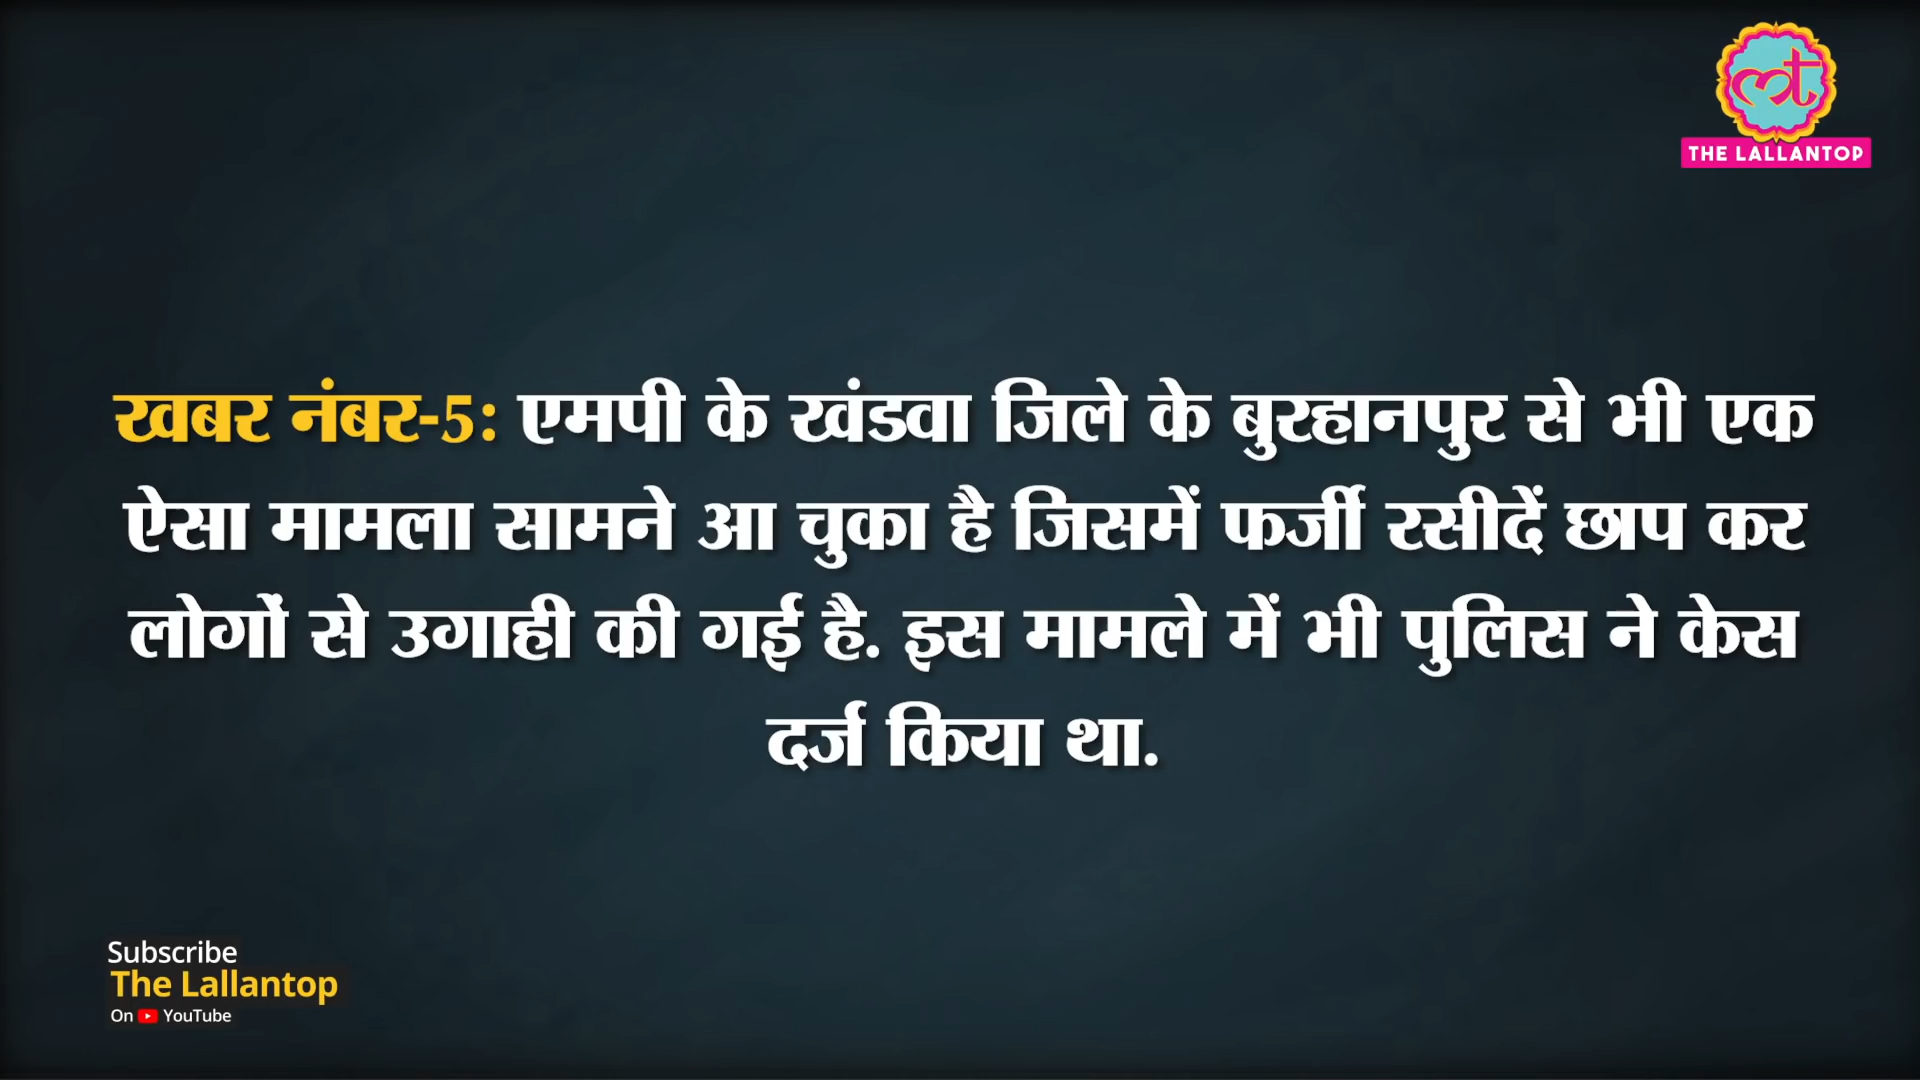 THE LALLANTOP
खबर नंबर-5: एमपी के खंडवा जिले के बुरहानपुर से भी एक
ऐसा मामला सामने आ चुका है जिसमें फर्जी रसीदें छाप कर
लोगों से उगाही की गई है. इस मामले में भी पुलिस ने केस
दर्ज किया था.
Subscribe
The Lallantop
On YouTube